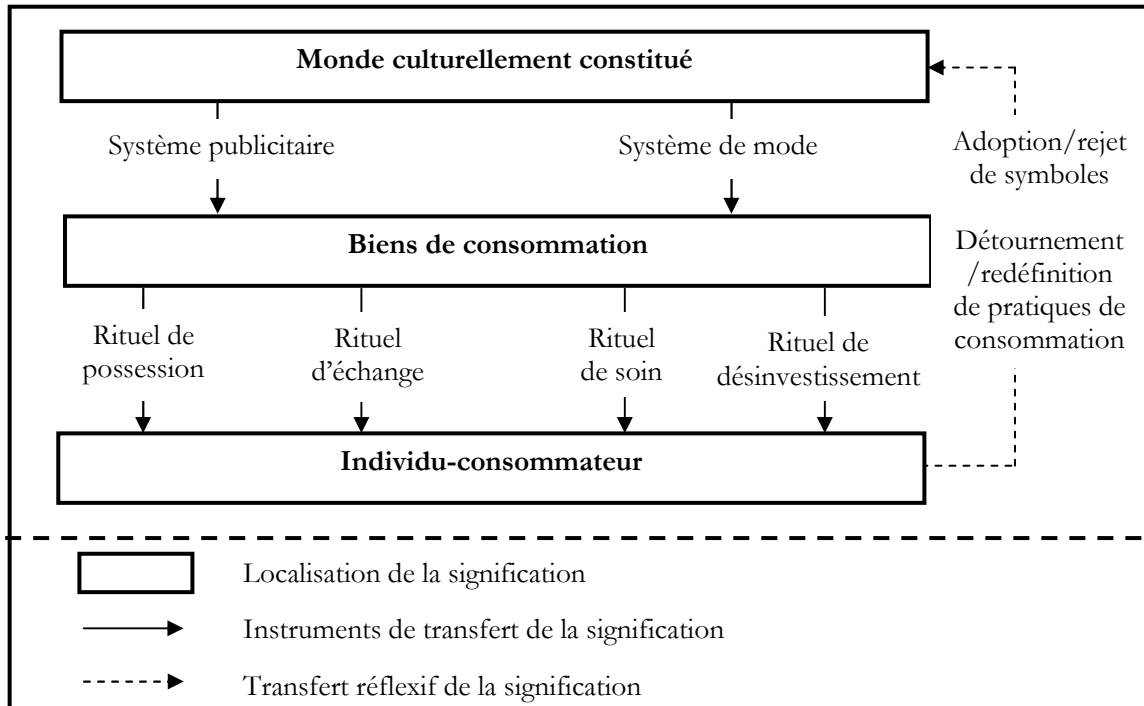 Monde culturellement constitué
Système publicitaire
Système de mode
Adoption/rejet
de symboles
Biens de consommation
Détournement
/redéfinition
de pratiques de
consommation
Rituel de
possession
Rituel
d’échange
Rituel
de soin
Rituel de
désinvestissement
Individu-consommateur
Localisation de la signification
Instruments de transfert de la signification
Transfert réflexif de la signification